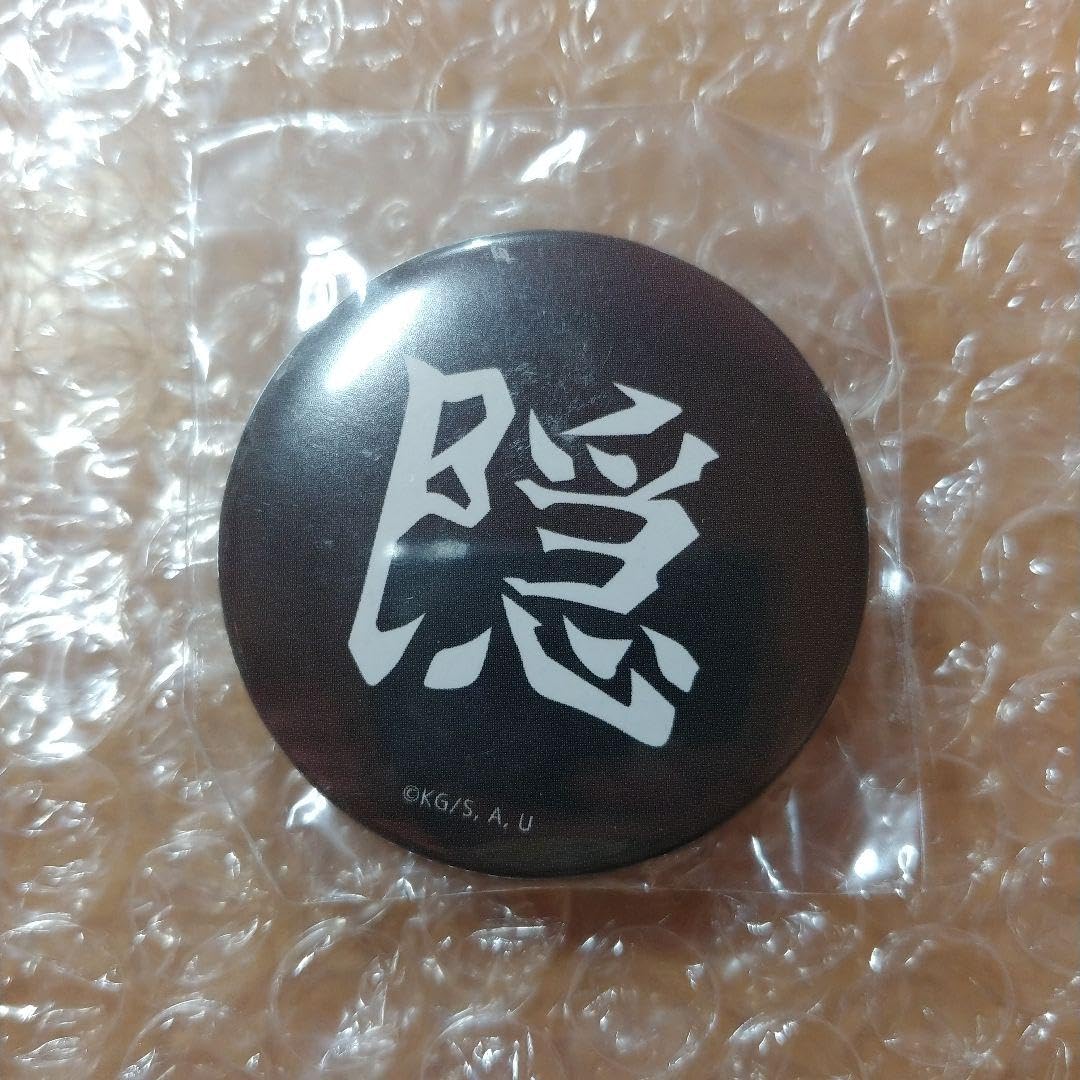 隠
©KG/S, A, U